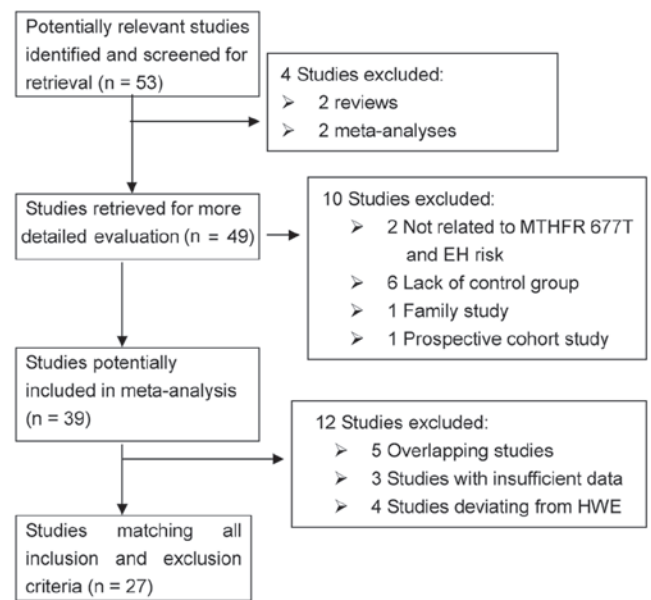 Potentially relevant studies
identified and screened for
retrieval (n = 53)
4 Studies excluded:
➤ 2 reviews
➤ 2 meta-analyses
Studies retrieved for more
detailed evaluation (n = 49)
10 Studies excluded:
➤ 2 Not related to MTHFR 677T
and EH risk
➤ 6 Lack of control group
➤ 1 Family study
➤ 1 Prospective cohort study
Studies potentially
included in meta-analysis
(n = 39)
12 Studies excluded:
➤ 5 Overlapping studies
➤ 3 Studies with insufficient data
➤ 4 Studies deviating from HWE
Studies matching all
inclusion and exclusion
criteria (n = 27)